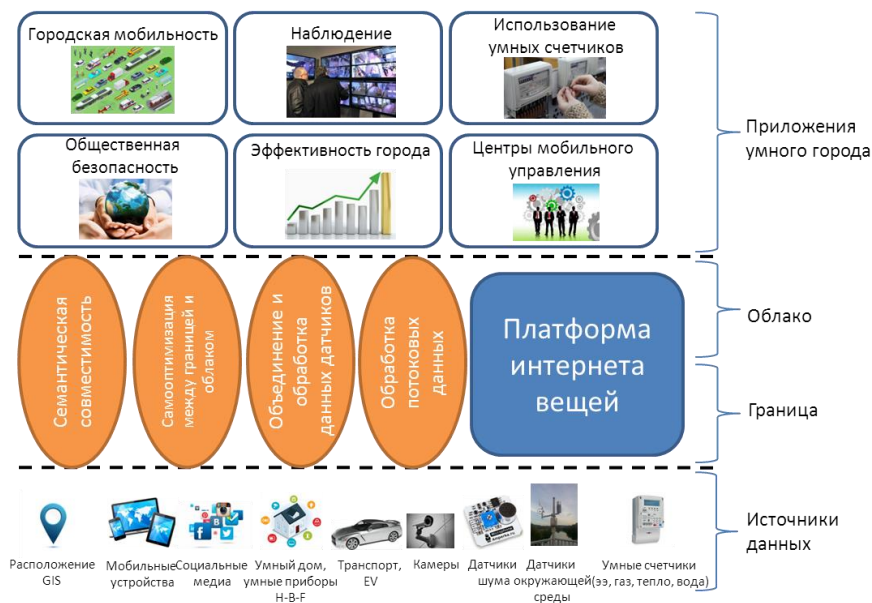 Городская мобильность
Наблюдение
Использование
умных счетчиков
Общественная
безопасность
Эффективность города
Центры мобильного
управления
Приложения
умного города
Семантическая
совместимость
Самооптимизация
между границей и
облаком
Объединение и
обработка
данных датчиков
Обработка
потоковых
данных
Платформа
интернета
вещей
Облако
Граница
Расположение
GIS
Мобильные
устройства
Социальные
медиа
Умный дом,
умные приборы
H-B-F
Транспорт,
EV
Камеры
Датчики
шума
Датчики
окружающей
среды
Умные счетчики
(ээ, газ, тепло, вода)
Источники
данных